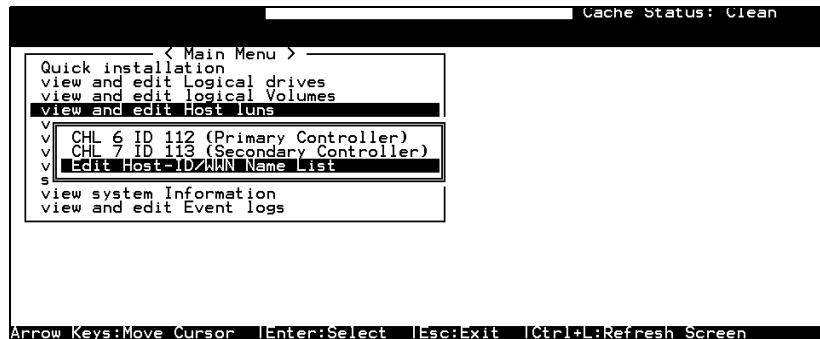 Cache Status: Clean
< Main Menu >
Quick installation
view and edit Logical drives
view and edit logical Volumes
view and edit Host luns
v
v CHL 6 ID 112 (Primary Controller)
v CHL 7 ID 113 (Secondary Controller)
v Edit Host-ID/WWN Name List
s
view system Information
view and edit Event logs
Arrow Keys:Move Cursor |Enter:Select |Esc:Exit |Ctrl+L:Refresh Screen